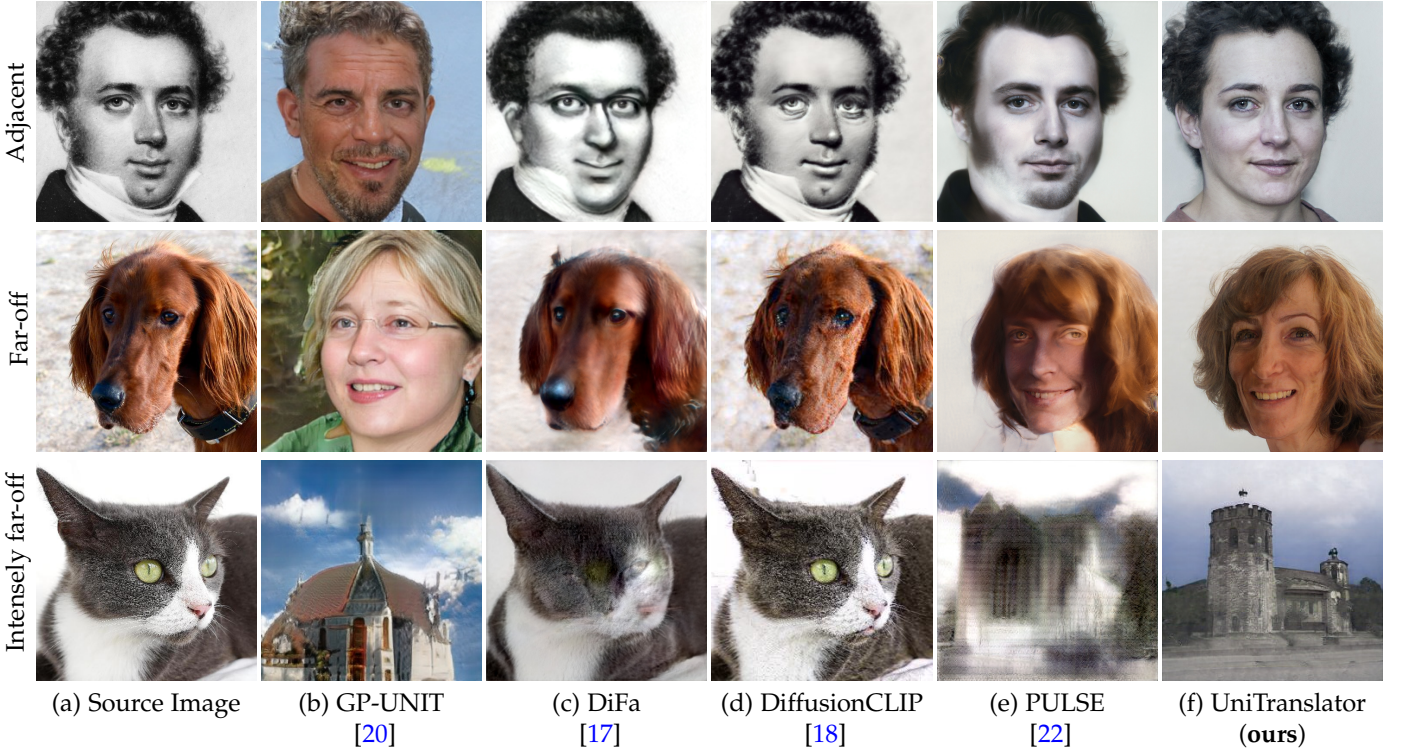 Adjacent
Far-off
Intensely far-off
(a) Source Image
(b) GP-UNIT
[20]
(c) DiFa
[17]
(d) DiffusionCLIP
[18]
(e) PULSE
[22]
(f) UniTranslator
(ours)